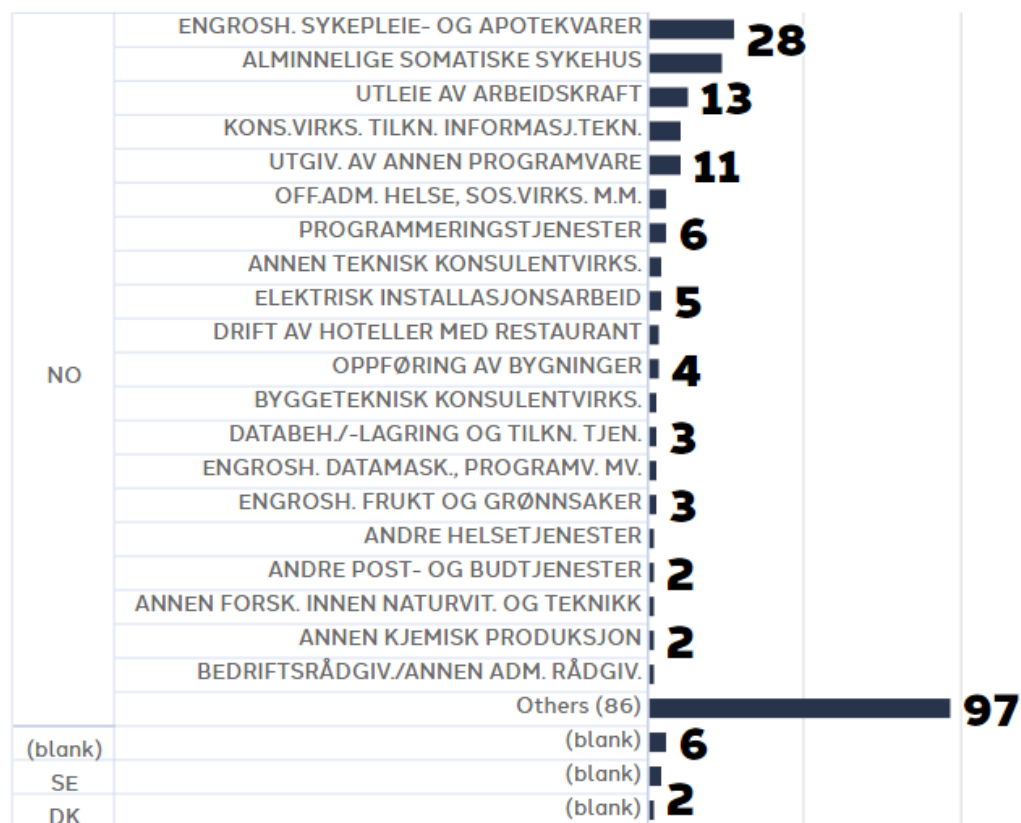 ENGROSH. SYKEPLEIE- OG APOTEKVARER 28
ALMINNELIGE SOMATISKE SYKEHUS
UTLEIE AV ARBEIDSKRAFT 13
KONS.VIRKS. TILKN. INFORMASJ.TEKN.
UTGIV. AV ANNEN PROGRAMVARE 11
OFF.ADM. HELSE, SOS.VIRKS. M.M.
PROGRAMMERINGSTJENESTER 6
ANNEN TEKNISK KONSULENTVIRKS.
ELEKTRISK INSTALLASJONSARBEID 5
DRIFT AV HOTELLER MED RESTAURANT
NO OPPFØRING AV BYGNINGER 4
BYGGETEKNISK KONSULENTVIRKS.
DATABEH./-LAGRING OG TILKN. TJEN. 3
ENGROSH. DATAMASK., PROGRAMV. MV.
ENGROSH. FRUKT OG GRØNNSAKER 3
ANDRE HELSETJENESTER
ANDRE POST- OG BUDTJENESTER 2
ANNEN FORSK. INNEN NATURVIT. OG TEKNIKK
ANNEN KJEMISK PRODUKSJON 2
BEDRIFTSRÅDGIV./ANNEN ADM. RÅDGIV.
Others (86) 97
(blank) (blank) 6
SE (blank)
DK (blank) 2